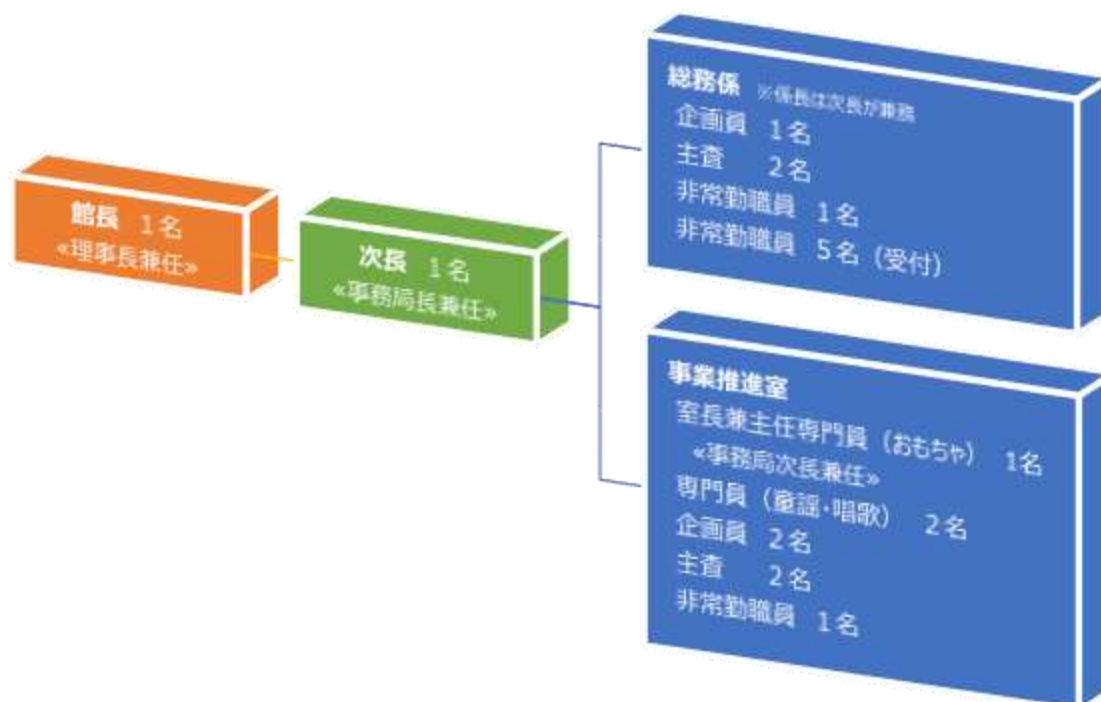 館長 1名
≪理事長兼任≫
次長 1名
≪事務局長兼任≫
総務係 ※係長は次長が兼務
企画員 1名
主査 2名
非常勤職員 1名
非常勤職員 5名（受付）
事業推進室
室長兼主任専門員（おもちゃ） 1名
≪事務局次長兼任≫
専門員（童謡・唱歌） 2名
企画員 2名
主査 2名
非常勤職員 1名